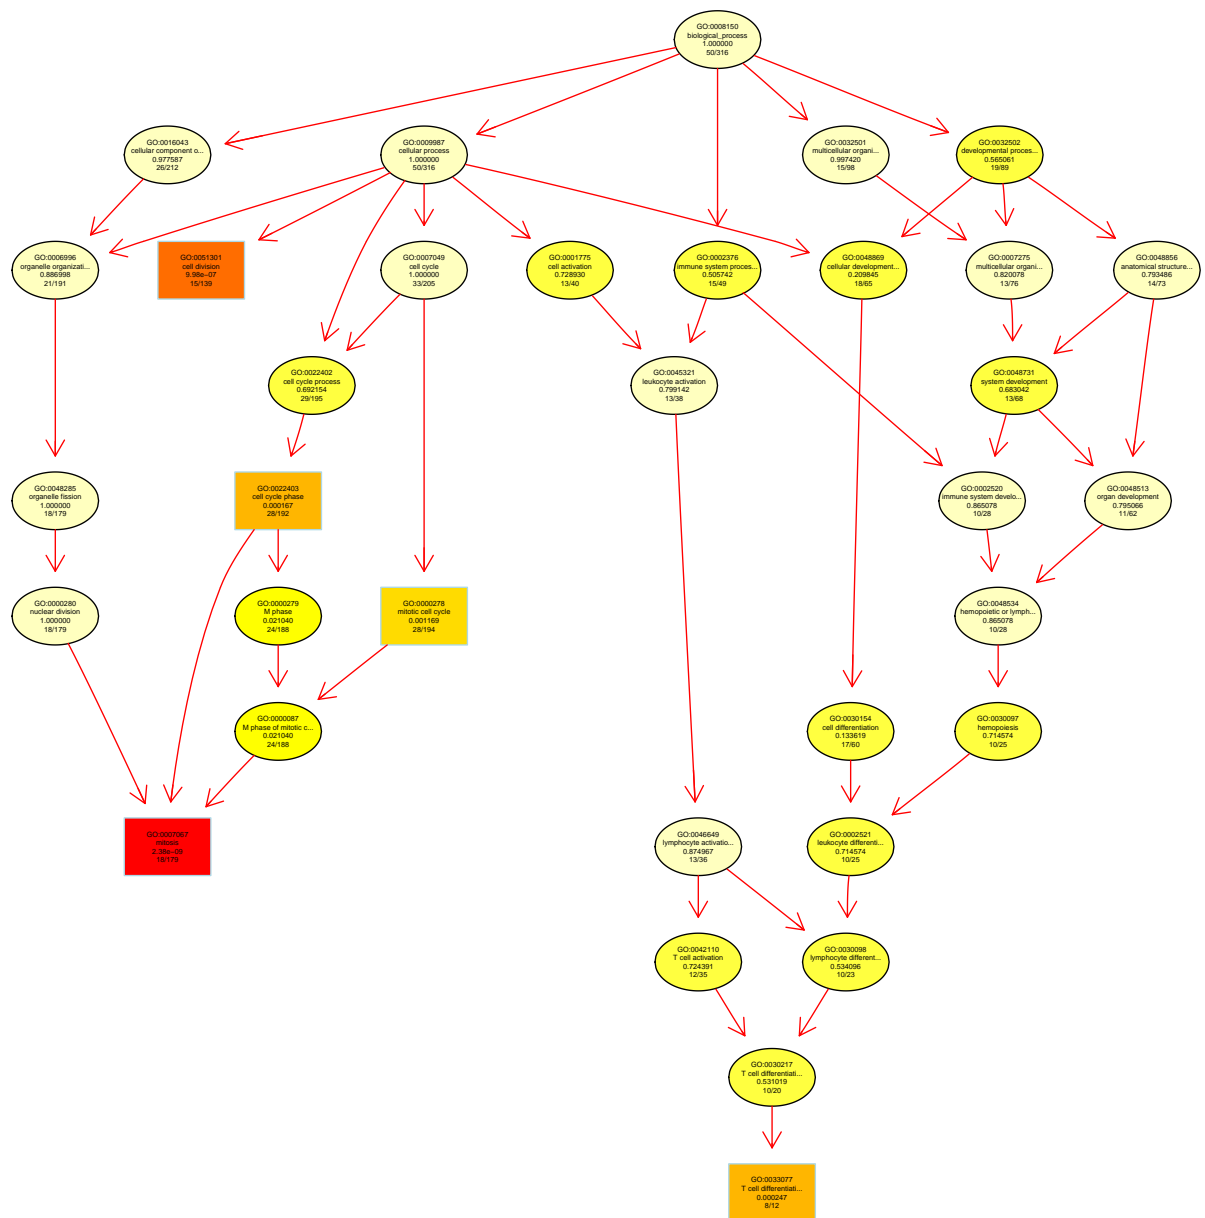 GO:0008150
biological_process
1.000000
50/316
GO:0016043
cellular component o...
0.977587
26/212
GO:0009987
cellular process
1.000000
50/316
GO:0032501
multicellular organi...
0.997420
15/98
GO:0032502
developmental proces...
0.565061
19/89
GO:0006996
organelle organizati...
0.886998
21/191
GO:0051301
cell division
9.98e-07
15/139
GO:0007049
cell cycle
1.000000
33/205
GO:0001775
cell activation
0.728930
13/40
GO:0002376
immune system proces...
0.505742
15/49
GO:0048869
cellular development...
0.209845
18/65
GO:0007275
multicellular organi...
0.820078
13/76
GO:0048856
anatomical structure...
0.793486
14/73
GO:0022402
cell cycle process
0.692154
29/195
GO:0045321
leukocyte activation
0.799142
13/38
GO:0048731
system development
0.683042
13/68
GO:0048285
organelle fission
1.000000
18/179
GO:0022403
cell cycle phase
0.000167
28/192
GO:0002520
immune system develo...
0.865078
10/28
GO:0048513
organ development
0.795066
11/62
GO:0000280
nuclear division
1.000000
18/179
GO:0000279
M phase
0.021040
24/188
GO:0000278
mitotic cell cycle
0.001169
28/194
GO:0048534
hemopoietic or lymph...
0.865078
10/28
GO:0000087
M phase of mitotic c...
0.021040
24/188
GO:0030154
cell differentiation
0.133619
17/60
GO:0030097
hemopoiesis
0.714574
10/25
GO:0007067
mitosis
2.38e-09
18/179
GO:0046649
lymphocyte activatio...
0.874967
13/36
GO:0002521
leukocyte differenti...
0.714574
10/25
GO:0042110
T cell activation
0.724391
12/35
GO:0030098
lymphocyte different...
0.534096
10/23
GO:0030217
T cell differentiati...
0.531019
10/20
GO:0033077
T cell differentiati...
0.000247
8/12